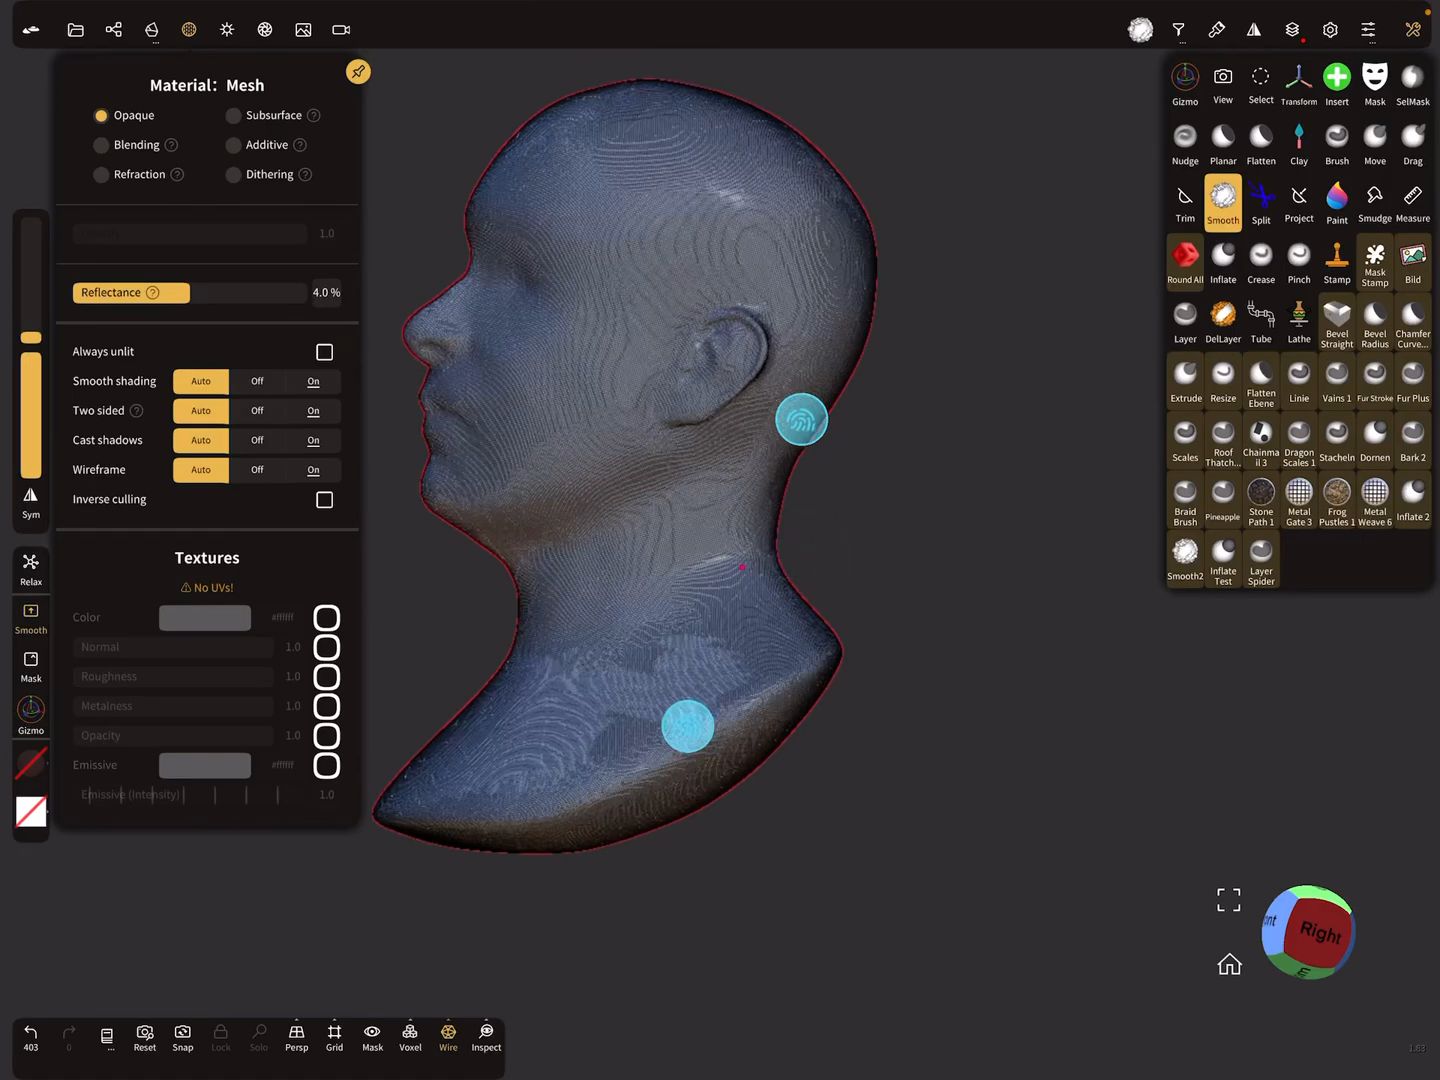 Material: Mesh
Opaque
Subsurface ?
Blending ?
Additive ?
Refraction ?
Dithering ?
1.0
Reflectance ?
4.0 %
Always unlit
Smooth shading Auto Off On
Two sided ? Auto Off On
Cast shadows Auto Off On
Wireframe Auto Off On
Inverse culling
Textures
No UVs!
Color #ffffff
Normal 1.0
Roughness 1.0
Metalness 1.0
Opacity 1.0
Emissive #ffffff
Emissive (Intensity) 1.0
Sym
Relax
Smooth
Mask
Gizmo
Gizmo View Select Transform Insert Mask SelMask
Nudge Planar Flatten Clay Brush Move Drag
Trim Smooth Split Project Paint Smudge Measure
Round All Inflate Crease Pinch Stamp Mask Stamp Bild
Layer DelLayer Tube Lathe Bevel Straight Bevel Radius Chamfer Curve...
Extrude Resize Flatten Ebene Linie Vains 1 Fur Stroke Fur Plus
Scales Roof Thatch... Chainma il 3 Dragon Scales 1 Stacheln Dornen Bark 2
Braid Brush Pineapple Stone Path 1 Metal Gate 3 Frog Pustles 1 Metal Weave 6 Inflate 2
Smooth2 Inflate Test Layer Spider
nt
Right
403 0 ... Reset Snap Lock Solo Persp Grid Mask Voxel Wire Inspect
1.83